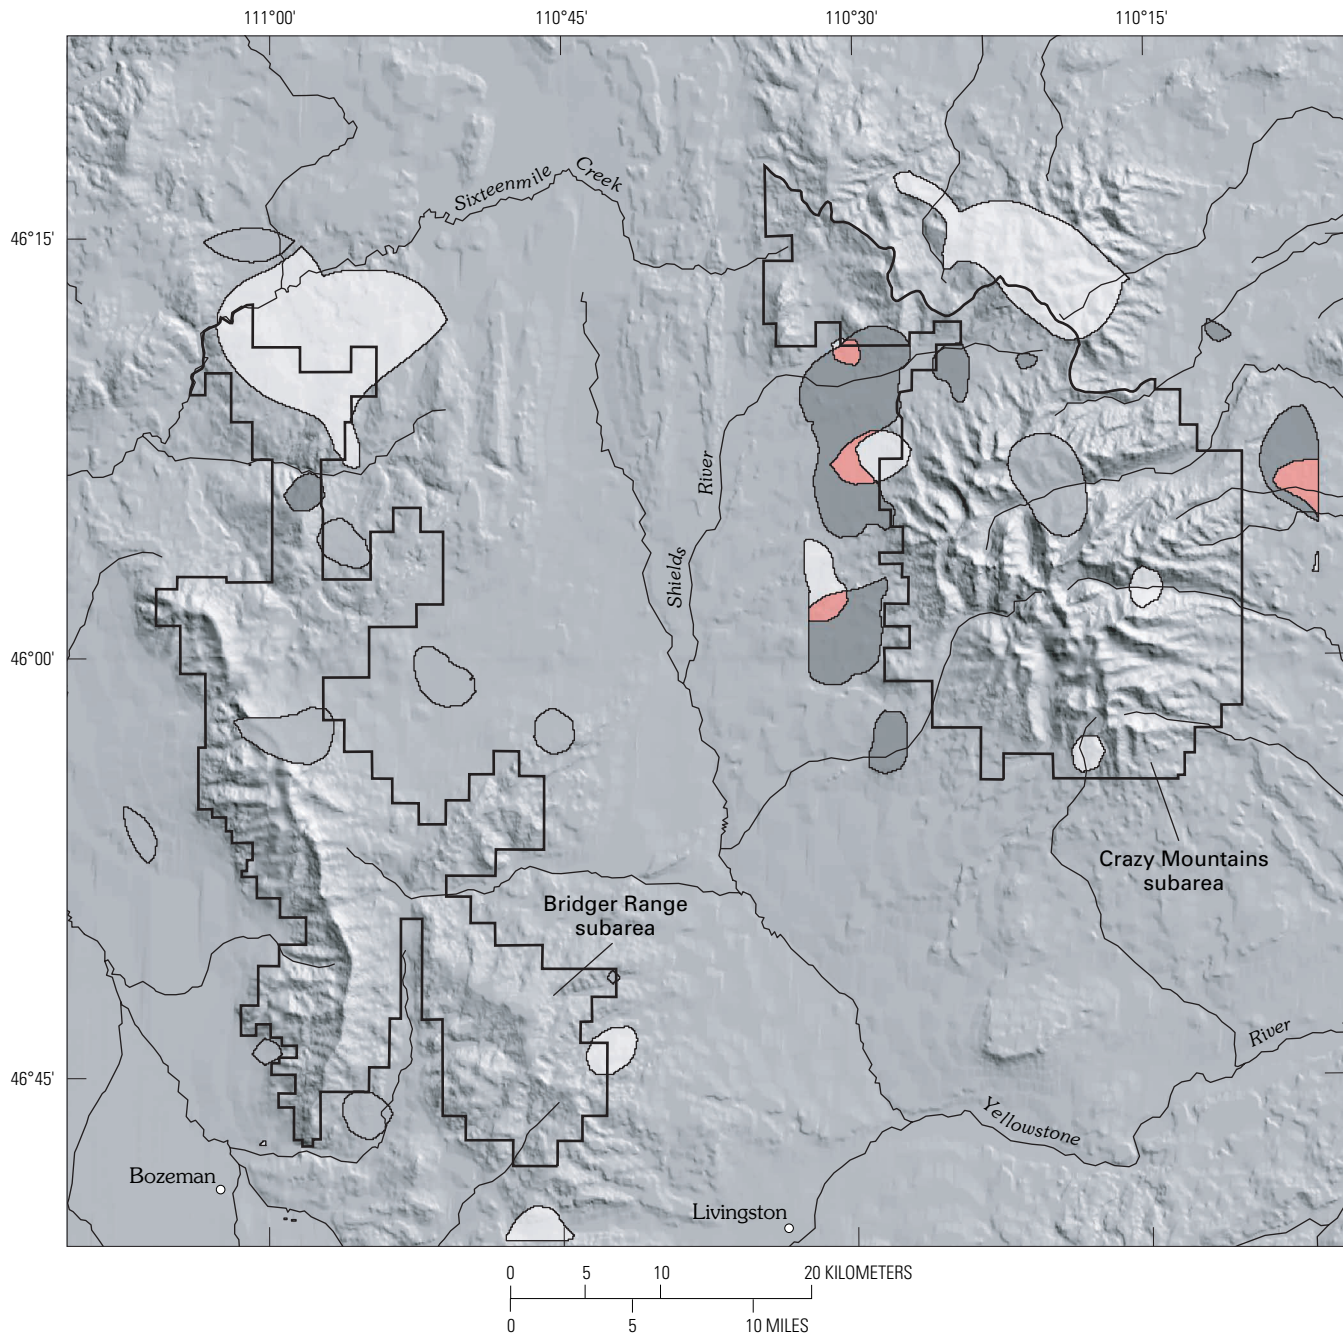 111°00' 110°45' 110°30' 110°15'
Sixteenmile Creek
46°15'
River
Shields
46°00'
Crazy Mountains
subarea
Bridger Range
subarea
River
46°45'
Yellowstone
Bozeman
Livingston
0 5 10 20 KILOMETERS
0 5 10 MILES